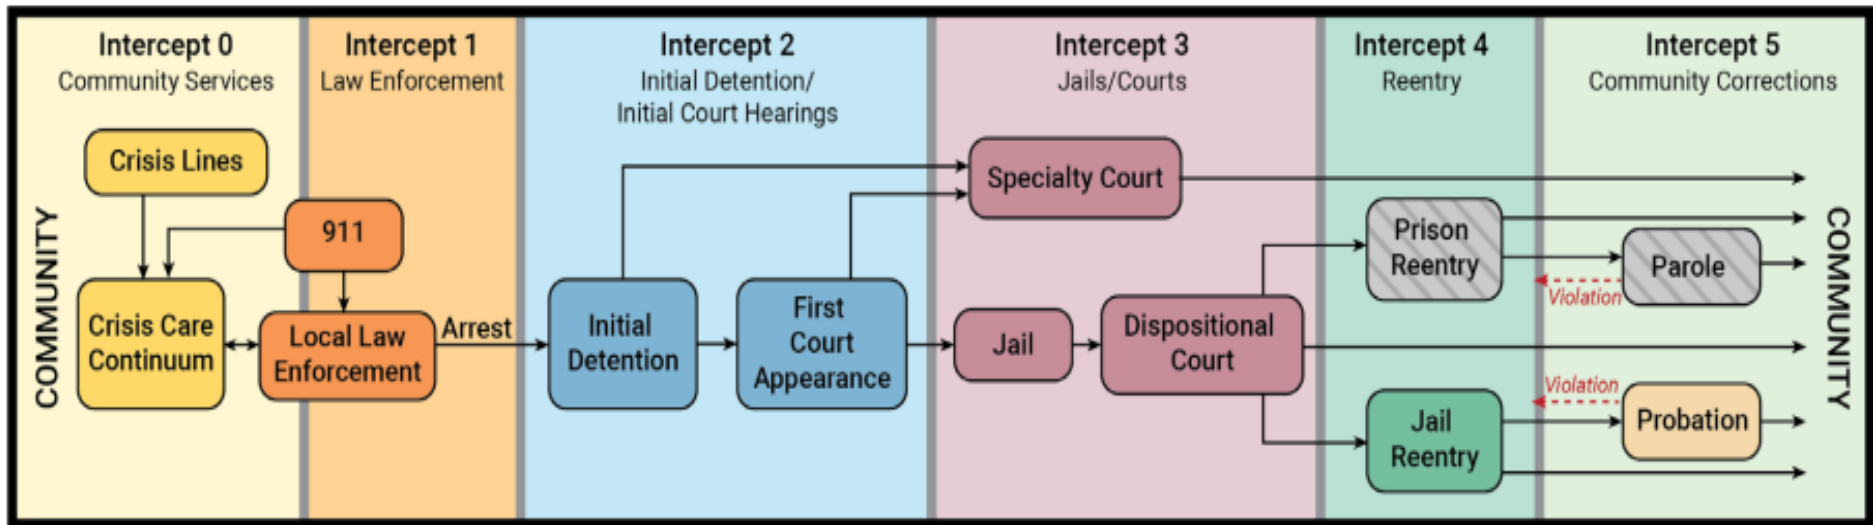 Intercept 0
Community Services
Intercept 1
Law Enforcement
Intercept 2
Initial Detention/
Initial Court Hearings
Intercept 3
Jails/Courts
Intercept 4
Reentry
Intercept 5
Community Corrections
COMMUNITY
Crisis Lines
911
Crisis Care
Continuum
Local Law
Enforcement
Arrest
Initial
Detention
First
Court
Appearance
Specialty Court
Jail
Dispositional
Court
Prison
Reentry
Parole
Violation
Violation
Jail
Reentry
Probation
COMMUNITY